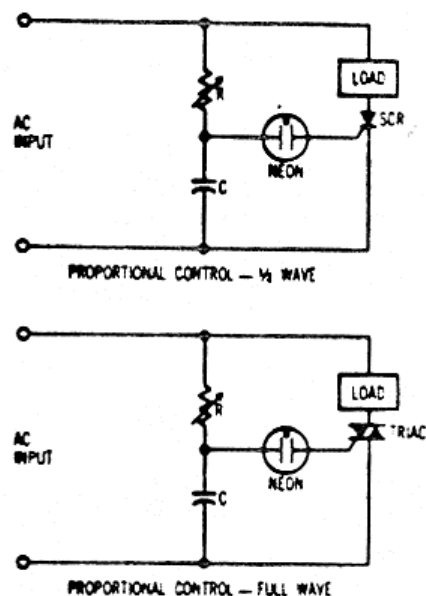 LOAD
R
SCR
AC
INPUT
NEON
C
PROPORTIONAL CONTROL — ½ WAVE
LOAD
R
TRIAC
AC
INPUT
NEON
C
PROPORTIONAL CONTROL — FULL WAVE